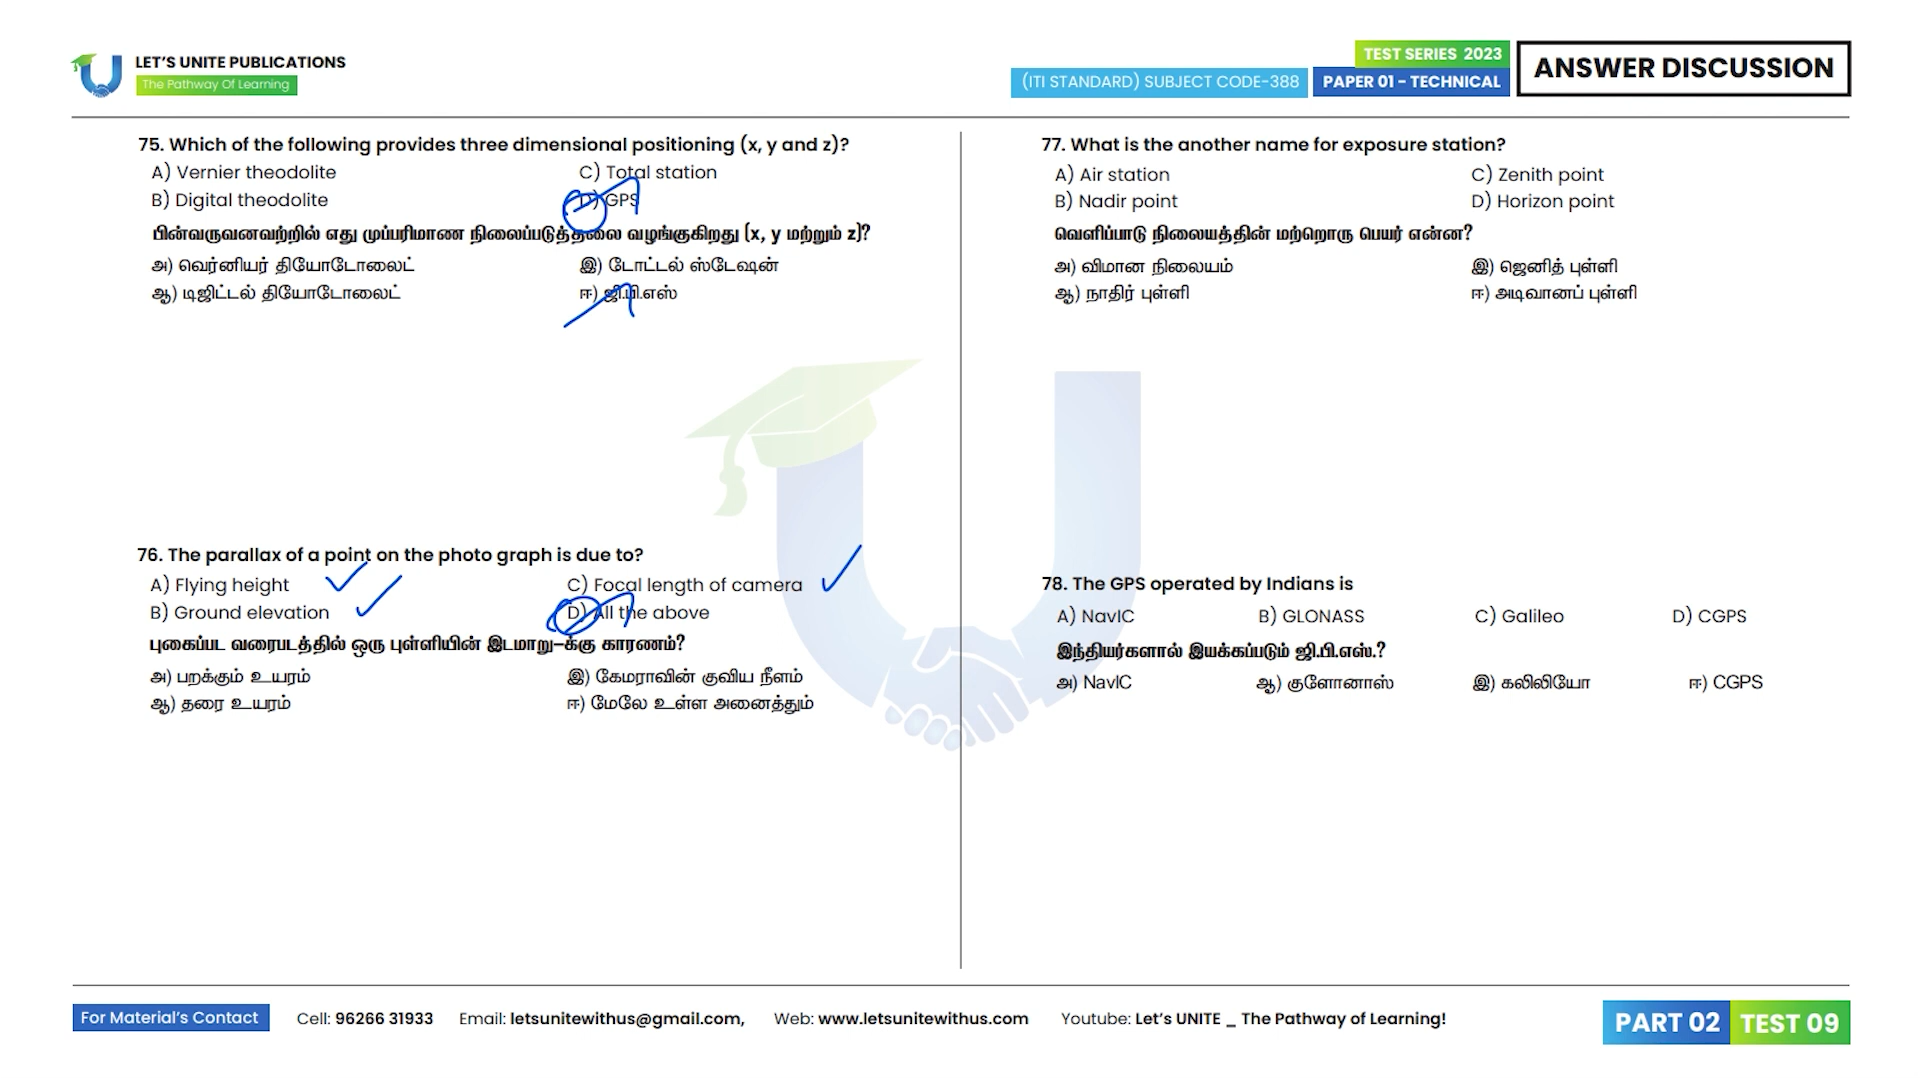 LET'S UNITE PUBLICATIONS
The Pathway Of Learning
TEST SERIES 2023
(ITI STANDARD) SUBJECT CODE-388
PAPER 01 - TECHNICAL
ANSWER DISCUSSION
75. Which of the following provides three dimensional positioning (x, y and z)?
A) Vernier theodolite
C) Total station
B) Digital theodolite
D) GPS
பின்வருவனவற்றில் எது முப்பரிமாண நிலைப்படுத்தலை வழங்குகிறது (x, y மற்றும் z)?
அ) வெர்னியர் தியோடோலைட்
இ) டோட்டல் ஸ்டேஷன்
ஆ) டிஜிட்டல் தியோடோலைட்
ஈ) ஜி.பி.எஸ்
76. The parallax of a point on the photo graph is due to?
A) Flying height
C) Focal length of camera
B) Ground elevation
D) All the above
புகைப்பட வரைபடத்தில் ஒரு புள்ளியின் இடமாறு-க்கு காரணம்?
அ) பறக்கும் உயரம்
இ) கேமராவின் குவிய நீளம்
ஆ) தரை உயரம்
ஈ) மேலே உள்ள அனைத்தும்
77. What is the another name for exposure station?
A) Air station
C) Zenith point
B) Nadir point
D) Horizon point
வெளிப்பாடு நிலையத்தின் மற்றொரு பெயர் என்ன?
அ) விமான நிலையம்
இ) ஜெனித் புள்ளி
ஆ) நாதிர் புள்ளி
ஈ) அடிவானப் புள்ளி
78. The GPS operated by Indians is
A) NavIC B) GLONASS C) Galileo D) CGPS
இந்தியர்களால் இயக்கப்படும் ஜி.பி.எஸ்.?
அ) NavIC ஆ) குளோனாஸ் இ) கலிலியோ ஈ) CGPS
For Material's Contact
Cell: 96266 31933 Email: letsunitewithus@gmail.com, Web: www.letsunitewithus.com Youtube: Let's UNITE _ The Pathway of Learning!
PART 02 TEST 09